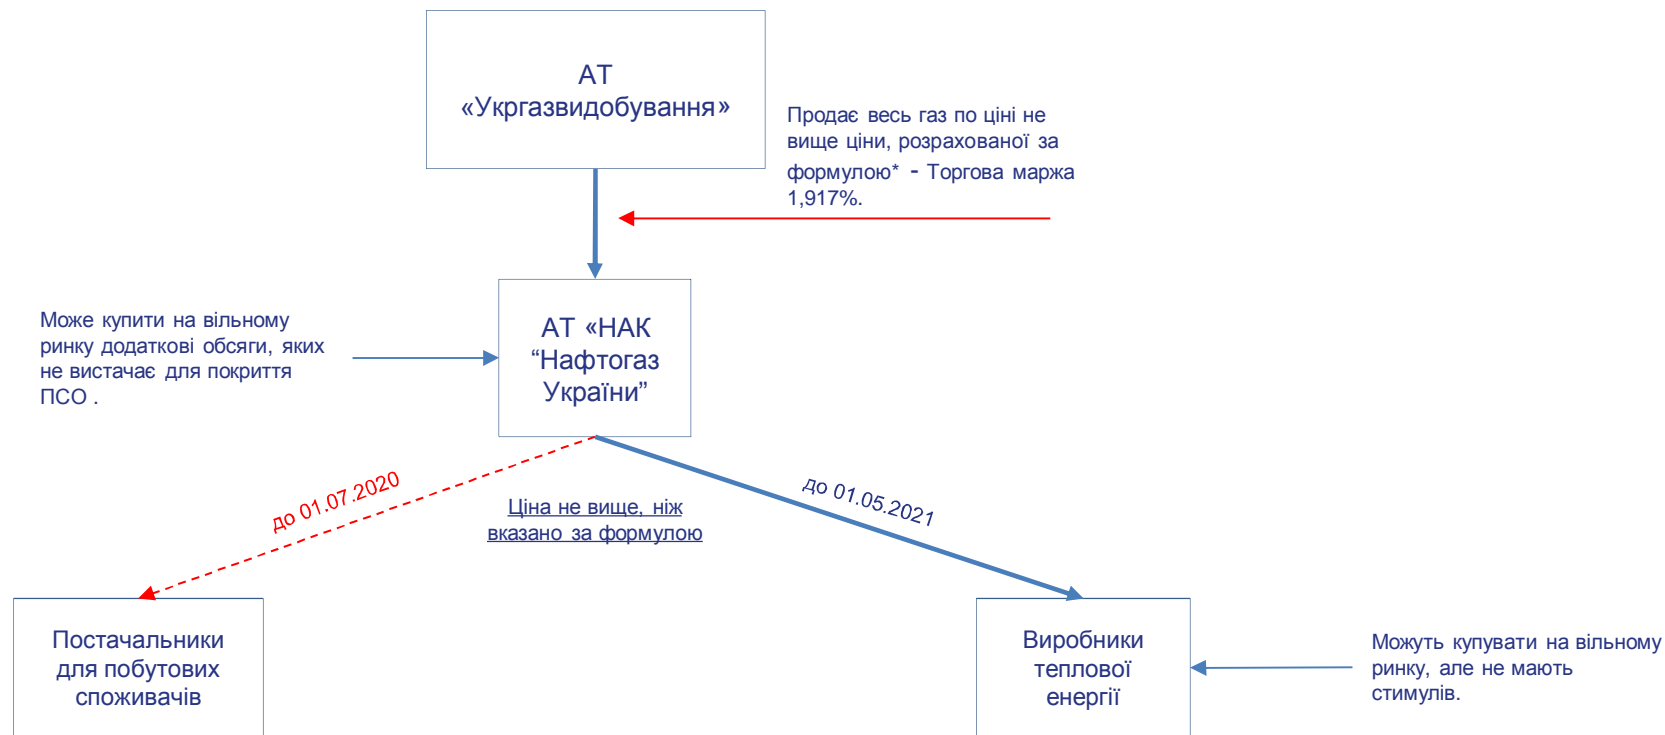 АТ
«Укргазвидобування»
Продає весь газ по ціні не
вище ціни, розрахованої за
формулою* - Торгова маржа
1,917%.
Може купити на вільному
ринку додаткові обсяги, яких
не вистачає для покриття
ПСО .
АТ «НАК
“Нафтогаз
України”
до 01.07.2020
Ціна не вище, ніж
вказано за формулою
до 01.05.2021
Постачальники
для побутових
споживачів
Виробники
теплової
енергії
Можуть купувати на вільному
ринку, але не мають
стимулів.